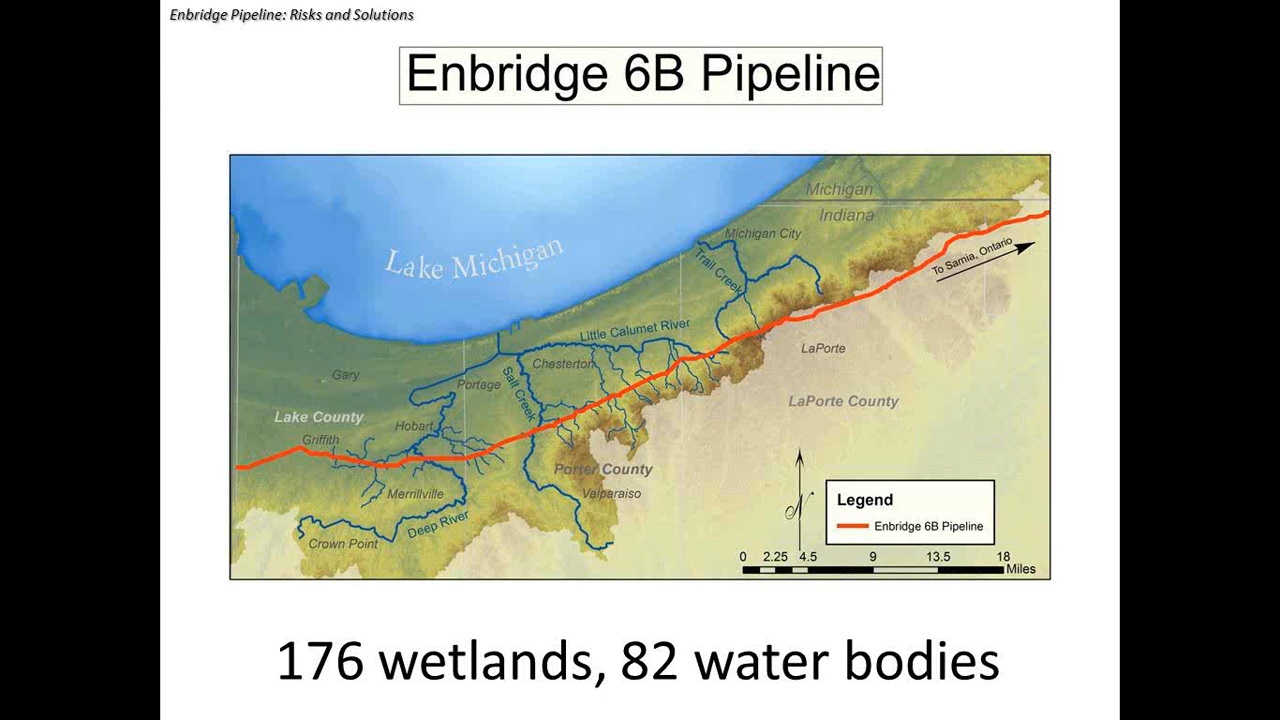 Enbridge Pipeline: Risks and Solutions
Enbridge 6B Pipeline
Michigan
Indiana
Michigan City
Lake Michigan
Trail Creek
To Sarnia, Ontario
Little Calumet River
LaPorte
Chesterton
Gary
Portage
Salt Creek
LaPorte County
Lake County
Hobart
Griffith
Porter County
Valparaiso
Merrillville
N
Legend
Enbridge 6B Pipeline
Deep River
Crown Point
0 2.25 4.5 9 13.5 18
Miles
176 wetlands, 82 water bodies